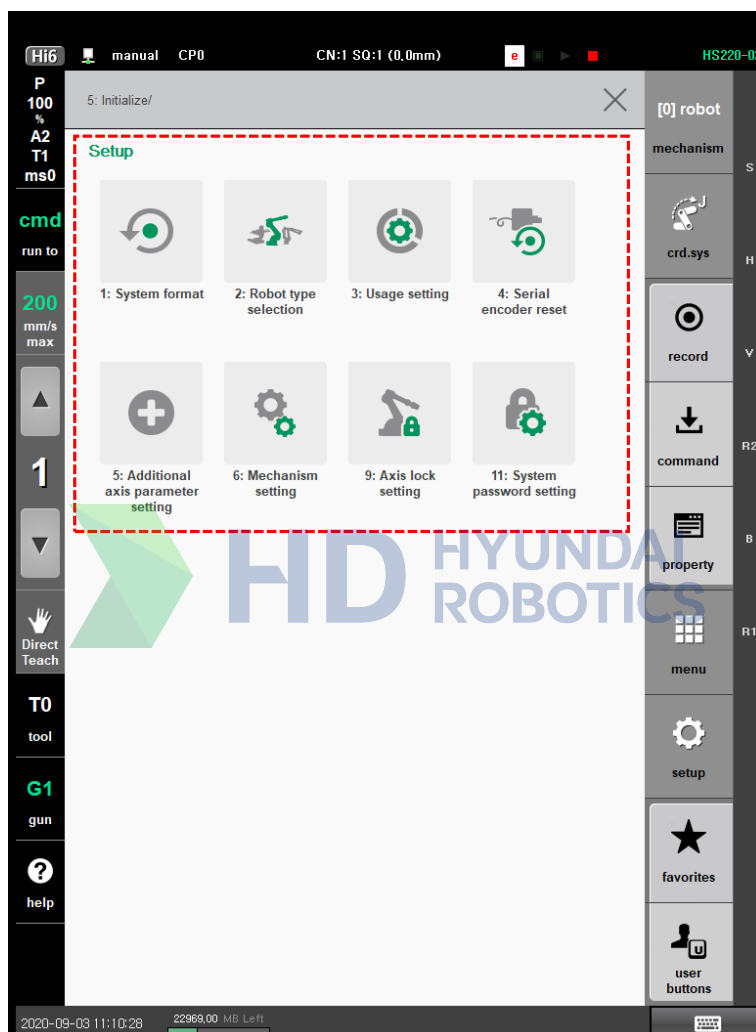 Hi6 manual CP0 CN:1 SQ:1 (0,0mm) e
P
100
%
A2
T1
ms0
cmd
run to
200
mm/s
max
1
Direct
Teach
T0
tool
G1
gun
?
help
5: Initialize/
Setup
1: System format
2: Robot type
selection
3: Usage setting
4: Serial
encoder reset
5: Additional
axis parameter
setting
6: Mechanism
setting
9: Axis lock
setting
11: System
password setting
HD HYUNDAI
ROBOTICS
[0] robot
mechanism
J
crd.sys
record
command
property
menu
setup
favorites
U
user
buttons
S
H
V
R2
B
R1
2020-09-03 11:10:28 22969,00 MB Left